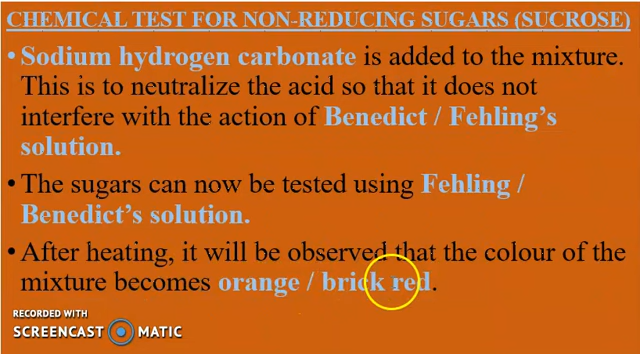 CHEMICAL TEST FOR NON-REDUCING SUGARS (SUCROSE)
• Sodium hydrogen carbonate is added to the mixture.
This is to neutralize the acid so that it does not
interfere with the action of Benedict / Fehling's
solution.
• The sugars can now be tested using Fehling /
Benedict's solution.
• After heating, it will be observed that the colour of the
mixture becomes orange / brick red.
RECORDED WITH
SCREENCAST MATIC